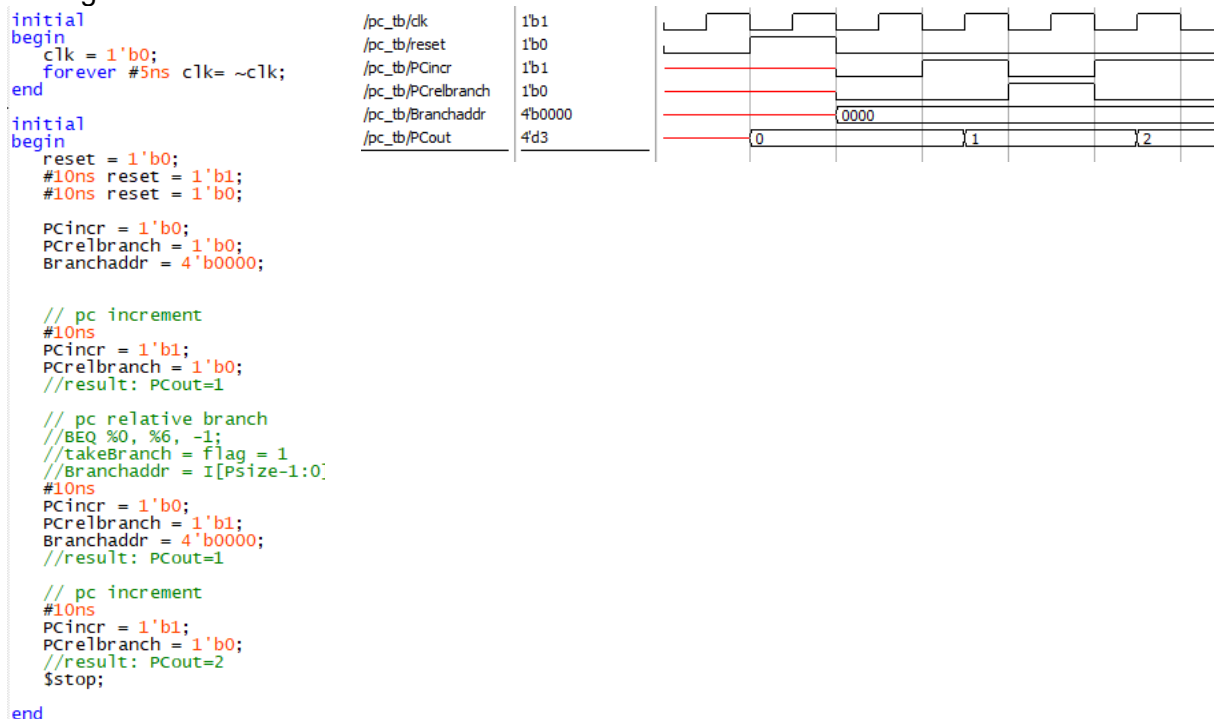 initial
begin
clk = 1'b0;
forever #5ns clk= ~clk;
end
initial
begin
reset = 1'b0;
#10ns reset = 1'b1;
#10ns reset = 1'b0;
PCincr = 1'b0;
PCrelbranch = 1'b0;
Branchaddr = 4'b0000;
// pc increment
#10ns
PCincr = 1'b1;
PCrelbranch = 1'b0;
//result: PCout=1
// pc relative branch
//BEQ %0, %6, -1;
//takeBranch = flag = 1
//Branchaddr = I[Psize-1:0]
#10ns
PCincr = 1'b0;
PCrelbranch = 1'b1;
Branchaddr = 4'b0000;
//result: PCout=1
// pc increment
#10ns
PCincr = 1'b1;
PCrelbranch = 1'b0;
//result: PCout=2
$stop;
end
/pc_tb/clk 1'b1
/pc_tb/reset 1'b0
/pc_tb/PCincr 1'b1
/pc_tb/PCrelbranch 1'b0
/pc_tb/Branchaddr 4'b0000 0000
/pc_tb/PCout 4'd3 0 1 2